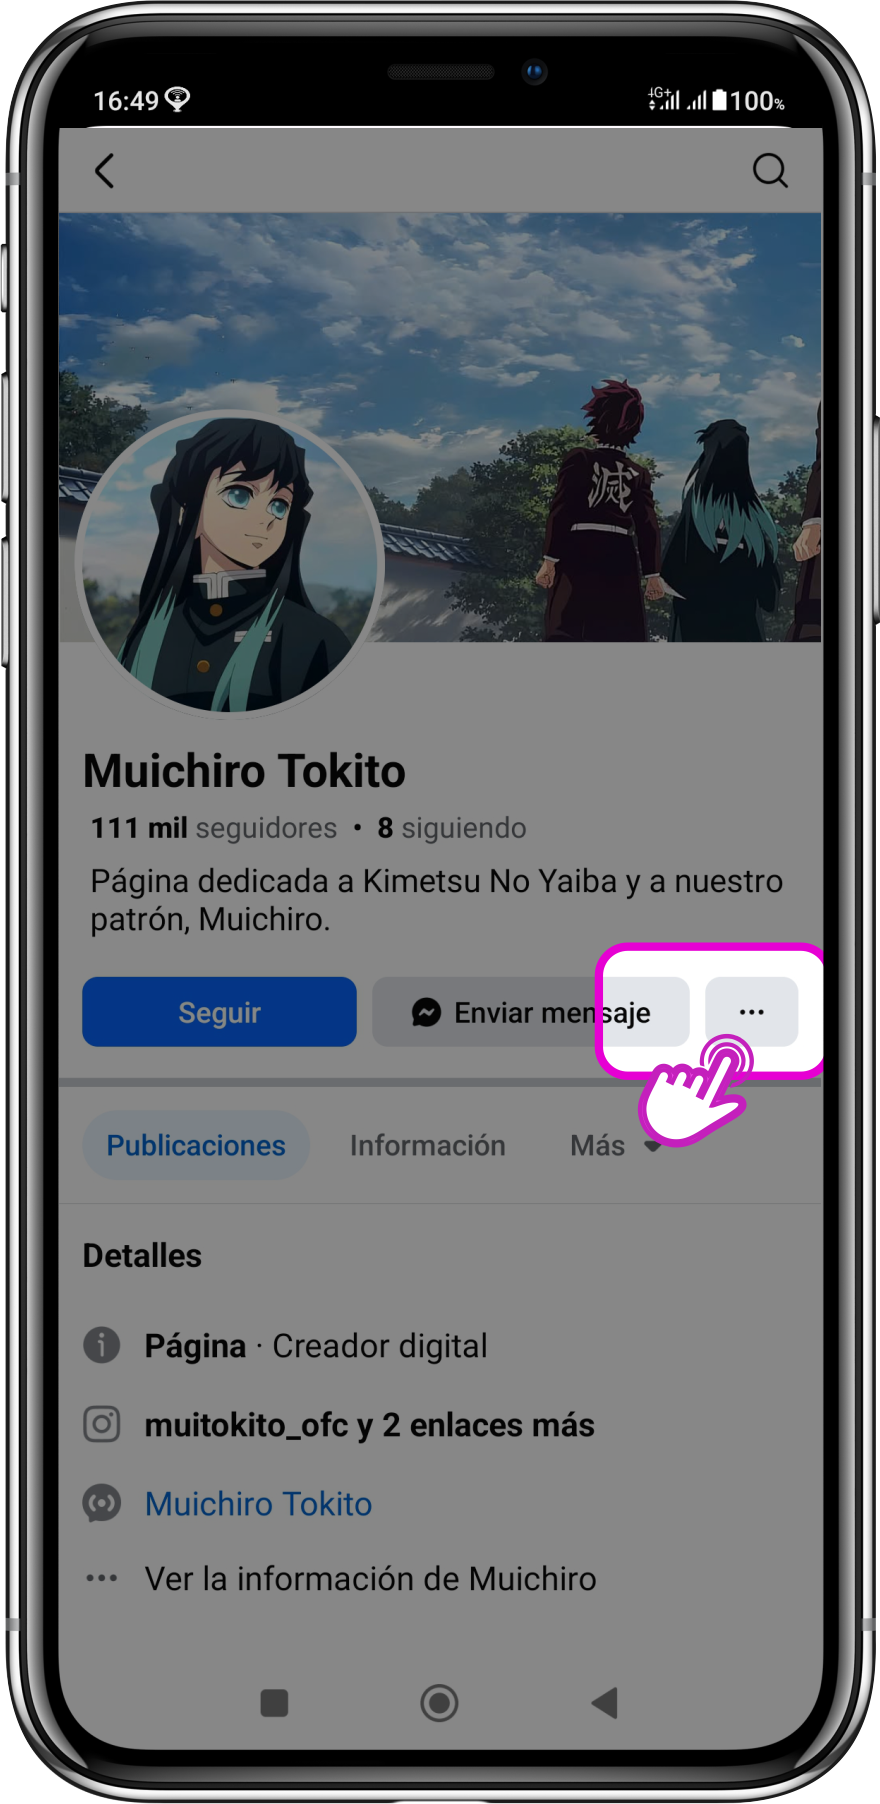 16:49 4G+ 100%
滅
Muichiro Tokito
111 mil seguidores • 8 siguiendo
Página dedicada a Kimetsu No Yaiba y a nuestro
patrón, Muichiro.
Seguir Enviar mensaje ...
Publicaciones Información Más
Detalles
Página · Creador digital
muitokito_ofc y 2 enlaces más
Muichiro Tokito
... Ver la información de Muichiro